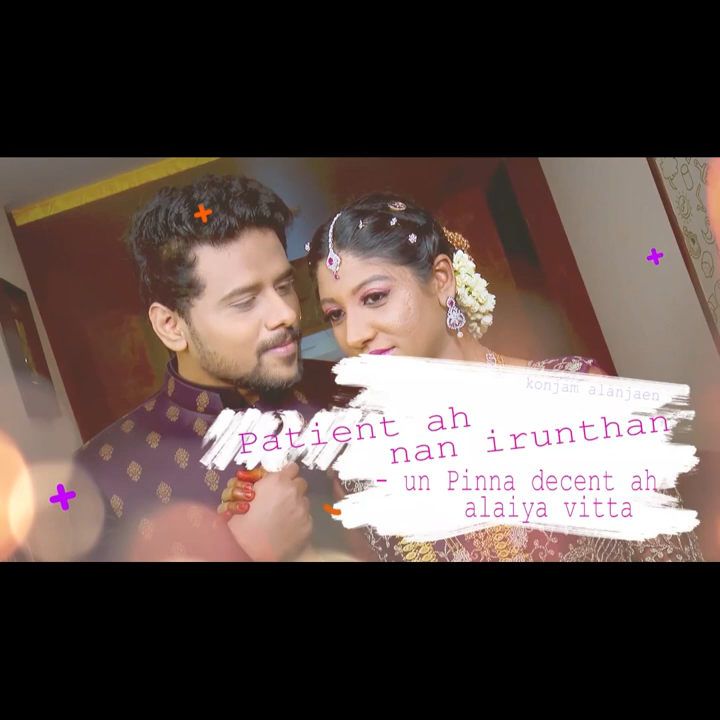 konjam alanjaen
Patient ah
nan irunthan
- un Pinna decent ah
alaiya vitta